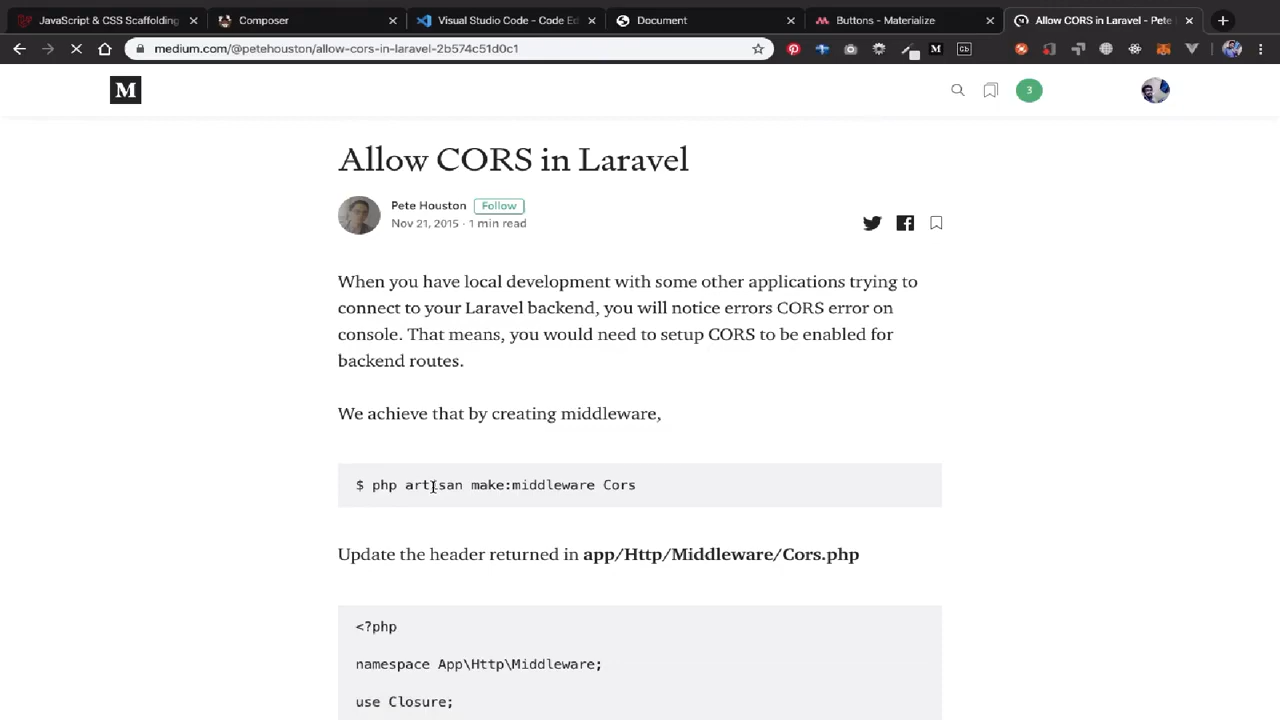 JavaScript & CSS Scaffolding
Composer
Visual Studio Code - Code Ed
Document
Buttons - Materialize
Allow CORS in Laravel - Pete
medium.com/@petehouston/allow-cors-in-laravel-2b574c51d0c1
M
Gb
M
3
Allow CORS in Laravel
Pete Houston Follow
Nov 21, 2015 · 1 min read
When you have local development with some other applications trying to
connect to your Laravel backend, you will notice errors CORS error on
console. That means, you would need to setup CORS to be enabled for
backend routes.
We achieve that by creating middleware,
$ php artisan make:middleware Cors
Update the header returned in app/Http/Middleware/Cors.php
<?php
namespace App\Http\Middleware;
use Closure;